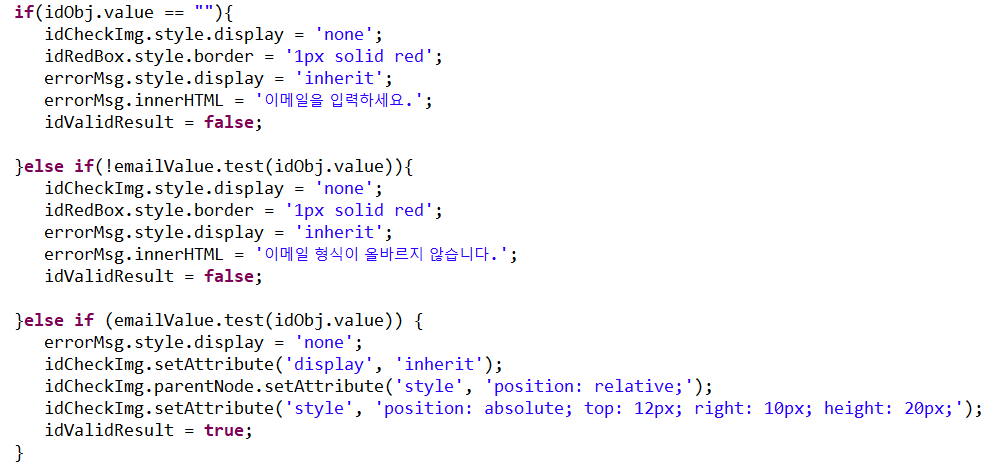 if(idObj.value == ""){
idCheckImg.style.display = 'none';
idRedBox.style.border = '1px solid red';
errorMsg.style.display = 'inherit';
errorMsg.innerHTML = '이메일을 입력하세요.';
idValidResult = false;
}else if(!emailValue.test(idObj.value)){
idCheckImg.style.display = 'none';
idRedBox.style.border = '1px solid red';
errorMsg.style.display = 'inherit';
errorMsg.innerHTML = '이메일 형식이 올바르지 않습니다.';
idValidResult = false;
}else if (emailValue.test(idObj.value)) {
errorMsg.style.display = 'none';
idCheckImg.setAttribute('display', 'inherit');
idCheckImg.parentNode.setAttribute('style', 'position: relative;');
idCheckImg.setAttribute('style', 'position: absolute; top: 12px; right: 10px; height: 20px;');
idValidResult = true;
}